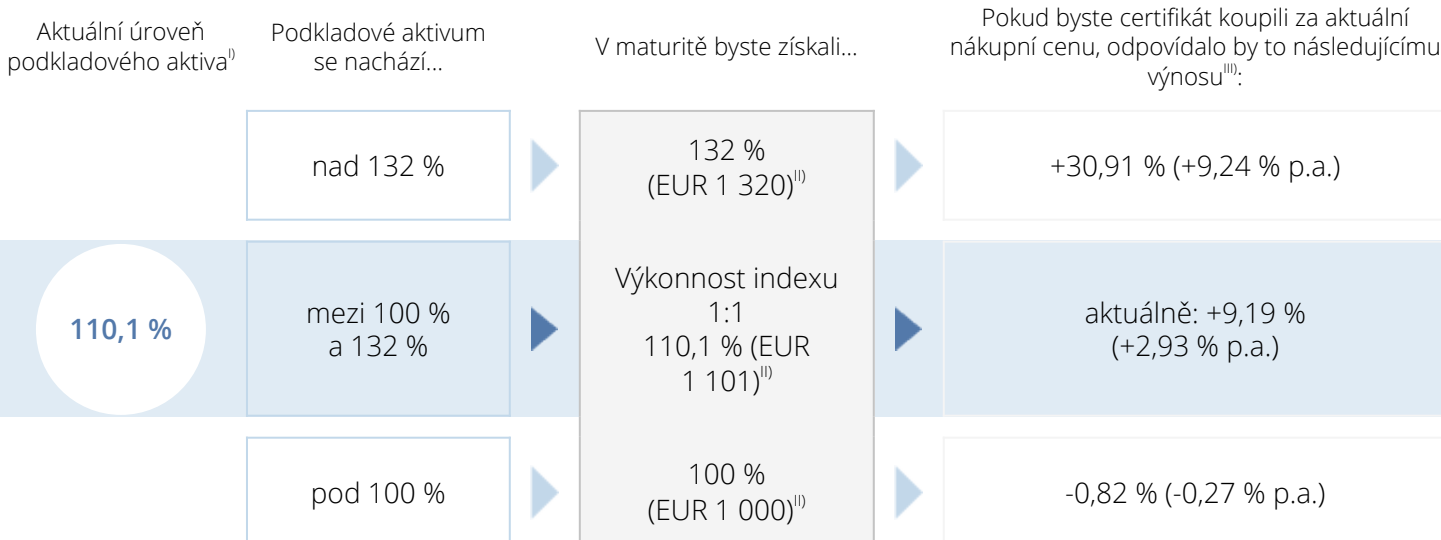 Aktuální úroveň
podkladového aktiva^I)
Podkladové aktivum
se nachází...
V maturitě byste získali...
Pokud byste certifikát koupili za aktuální
nákupní cenu, odpovídalo by to následujícímu
výnosu^III):
nad 132 %
132 %
(EUR 1 320)^II)
+30,91 % (+9,24 % p.a.)
110,1 %
mezi 100 %
a 132 %
Výkonnost indexu
1:1
110,1 % (EUR
1 101)^II)
aktuálně: +9,19 %
(+2,93 % p.a.)
pod 100 %
100 %
(EUR 1 000)^II)
-0,82 % (-0,27 % p.a.)